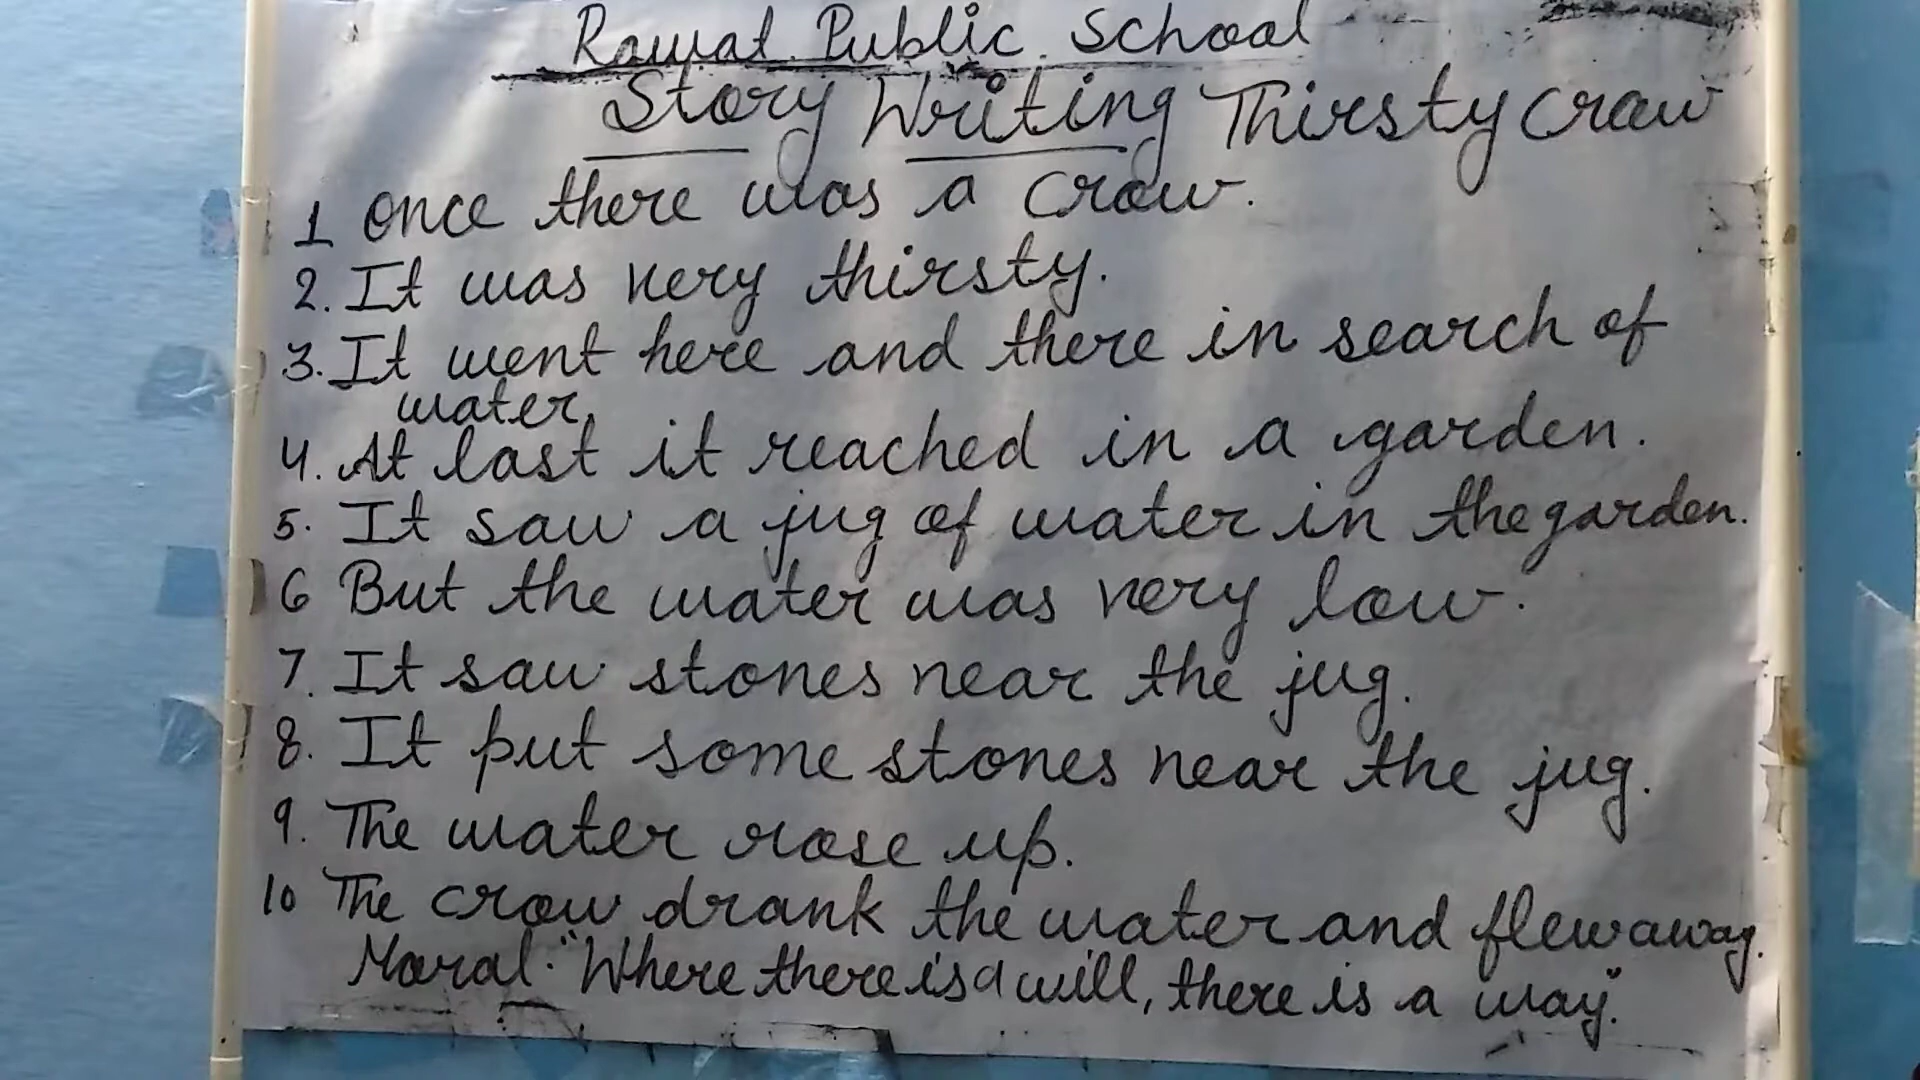 Rawat Public School
Story Writing Thirsty Crow
1 Once there was a Crow.
2. It was very thirsty.
3. It went here and there in search of
water.
4. At last it reached in a garden.
5. It saw a jug of water in the garden.
6 But the water was very low.
7. It saw stones near the jug.
8. It put some stones near the jug.
9. The water rose up.
10 The crow drank the water and flew away.
Moral:"Where there is a will, there is a way."